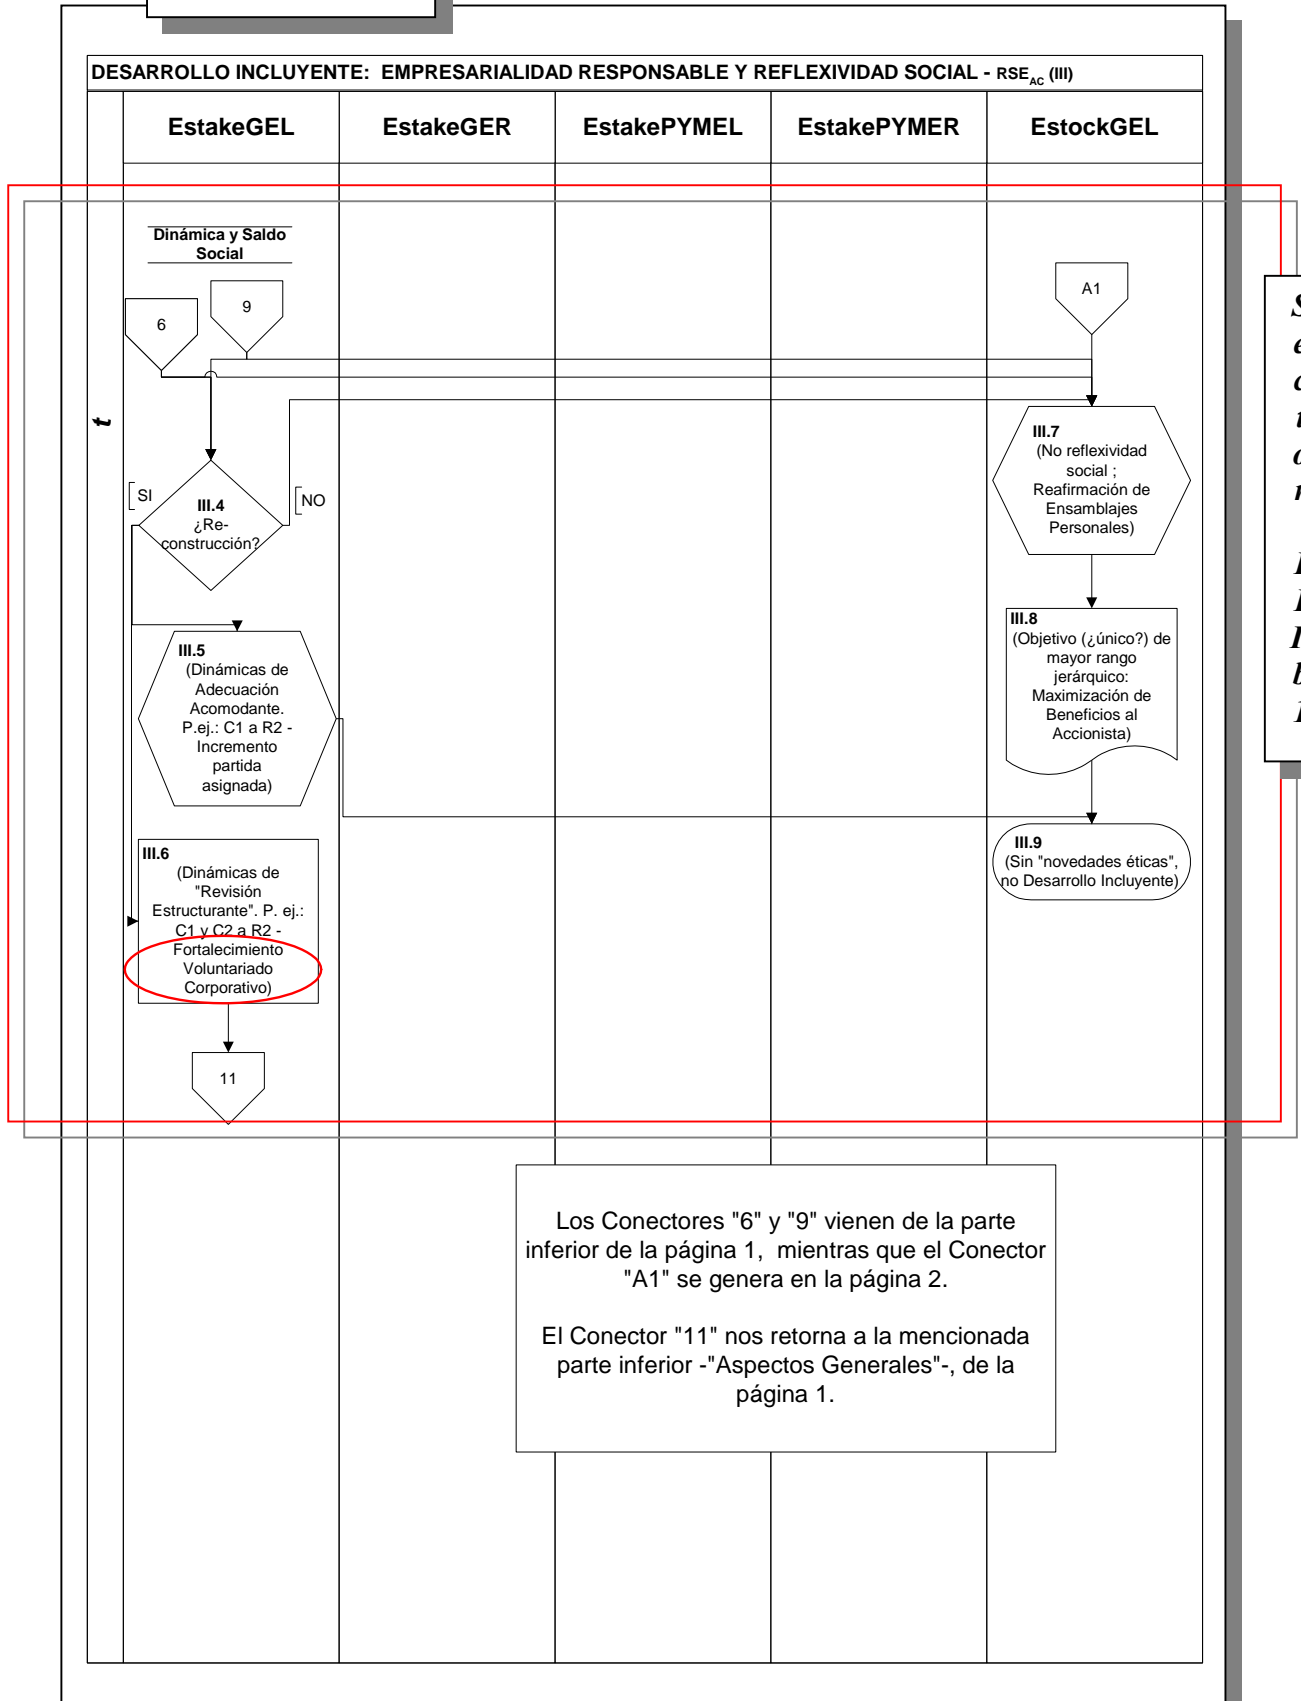 DESARROLLO INCLUYENTE: EMPRESARIALIDAD RESPONSABLE Y REFLEXIVIDAD SOCIAL - RSE AC (III)
EstakeGEL
EstakeGER
EstakePYMEL
EstakePYMER
EstockGEL
t
Dinámica y Saldo
Social
6
9
A1
SI
NO
III.4
¿Re-
construcción?
III.5
(Dinámicas de
Adecuación
Acomodante.
P.ej.: C1 a R2 -
Incremento
partida
asignada)
III.6
(Dinámicas de
"Revisión
Estructurante". P. ej.:
C1 y C2 a R2 -
Fortalecimiento
Voluntariado
Corporativo)
11
III.7
(No reflexividad
social ;
Reafirmación de
Ensamblajes
Personales)
III.8
(Objetivo (¿único?) de
mayor rango
jerárquico:
Maximización de
Beneficios al
Accionista)
III.9
(Sin "novedades éticas",
no Desarrollo Incluyente)
Los Conectores "6" y "9" vienen de la parte
inferior de la página 1, mientras que el Conector
"A1" se genera en la página 2.
El Conector "11" nos retorna a la mencionada
parte inferior -"Aspectos Generales"-, de la
página 1.